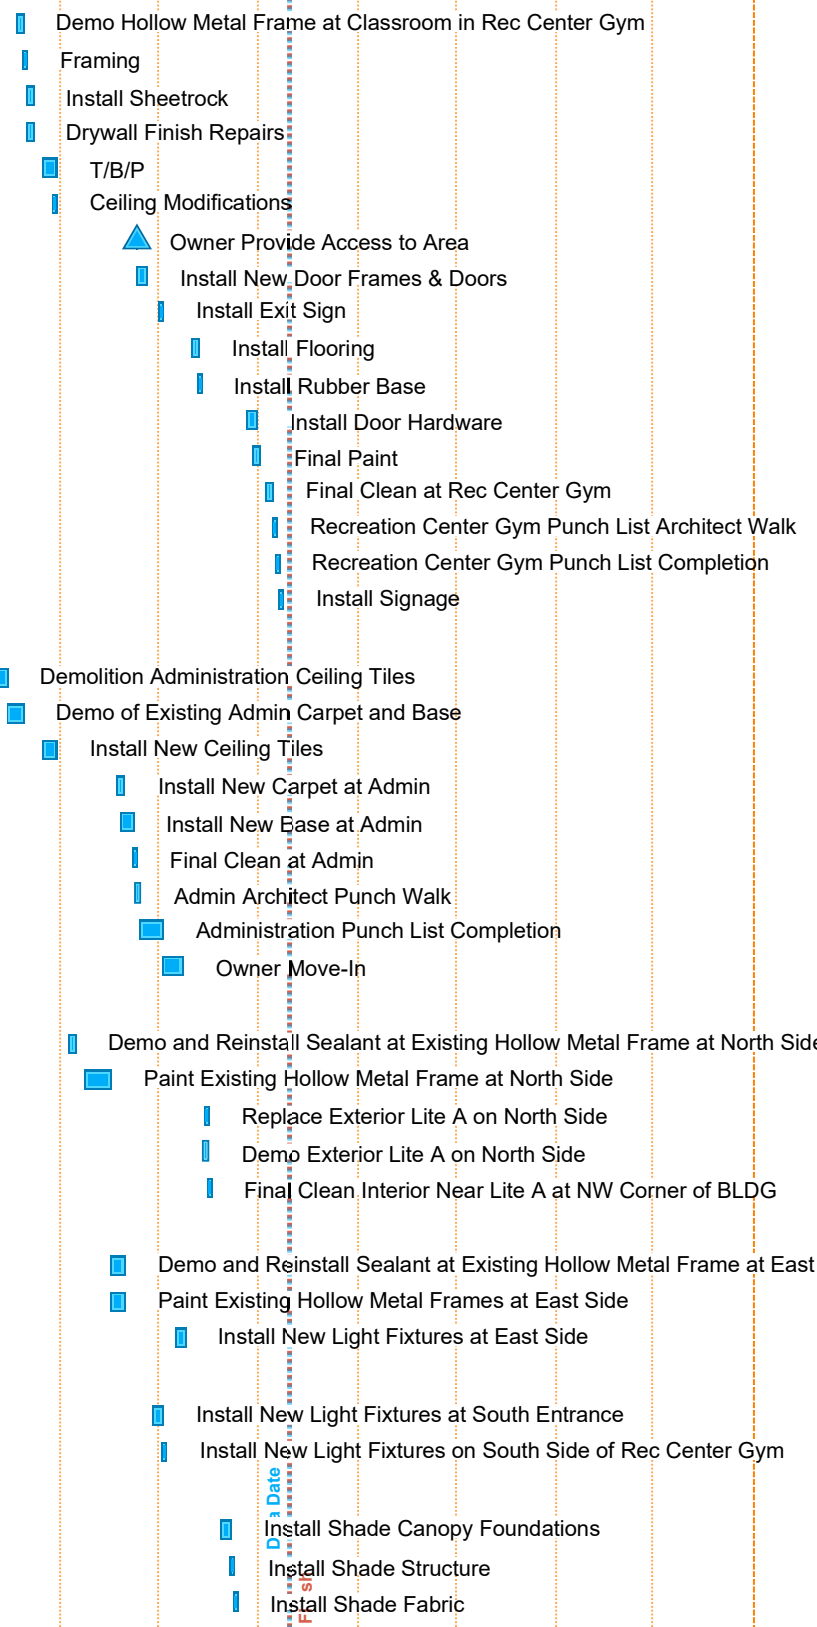 Demo Hollow Metal Frame at Classroom in Rec Center Gym
Framing
Install Sheetrock
Drywall Finish Repairs
T/B/P
Ceiling Modifications
Owner Provide Access to Area
Install New Door Frames & Doors
Install Exit Sign
Install Flooring
Install Rubber Base
Install Door Hardware
Final Paint
Final Clean at Rec Center Gym
Recreation Center Gym Punch List Architect Walk
Recreation Center Gym Punch List Completion
Install Signage
Demolition Administration Ceiling Tiles
Demo of Existing Admin Carpet and Base
Install New Ceiling Tiles
Install New Carpet at Admin
Install New Base at Admin
Final Clean at Admin
Admin Architect Punch Walk
Administration Punch List Completion
Owner Move-In
Demo and Reinstall Sealant at Existing Hollow Metal Frame at North Side
Paint Existing Hollow Metal Frame at North Side
Replace Exterior Lite A on North Side
Demo Exterior Lite A on North Side
Final Clean Interior Near Lite A at NW Corner of BLDG
Demo and Reinstall Sealant at Existing Hollow Metal Frame at East
Paint Existing Hollow Metal Frames at East Side
Install New Light Fixtures at East Side
Install New Light Fixtures at South Entrance
Install New Light Fixtures on South Side of Rec Center Gym
Data Date
Install Shade Canopy Foundations
Install Shade Structure
Install Shade Fabric